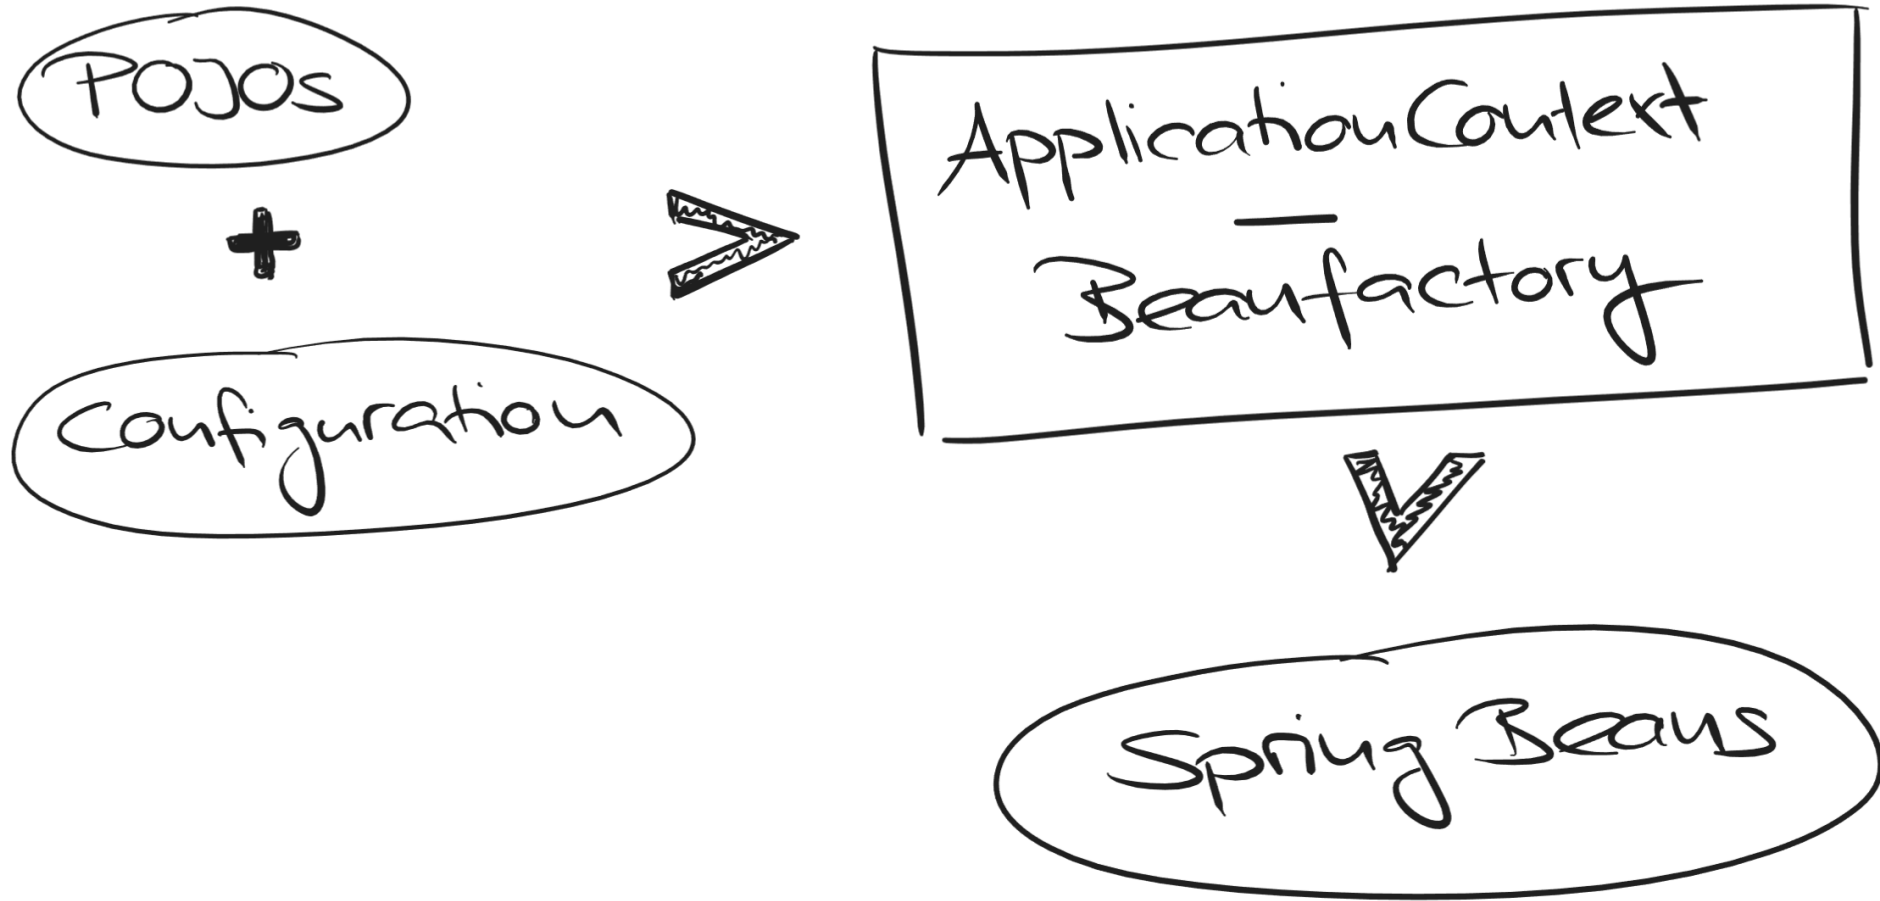 POJOs
+
Configuration
>
ApplicationContext
—
Beanfactory
V
Spring Beans